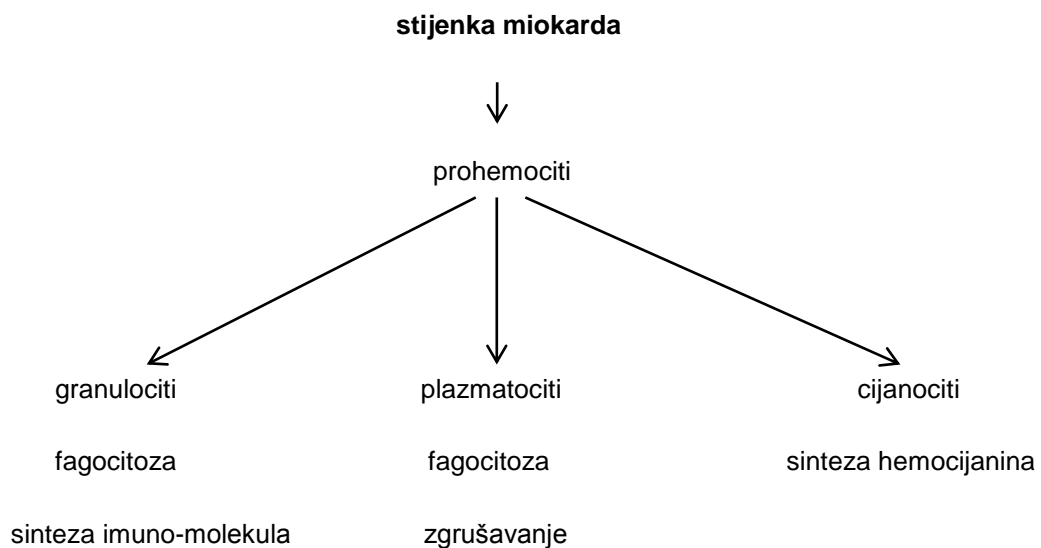 stijenka miokarda
prohemociti
granulociti plazmatociti cijanociti
fagocitoza fagocitoza sinteza hemocijanina
sinteza imuno-molekula zgrušavanje